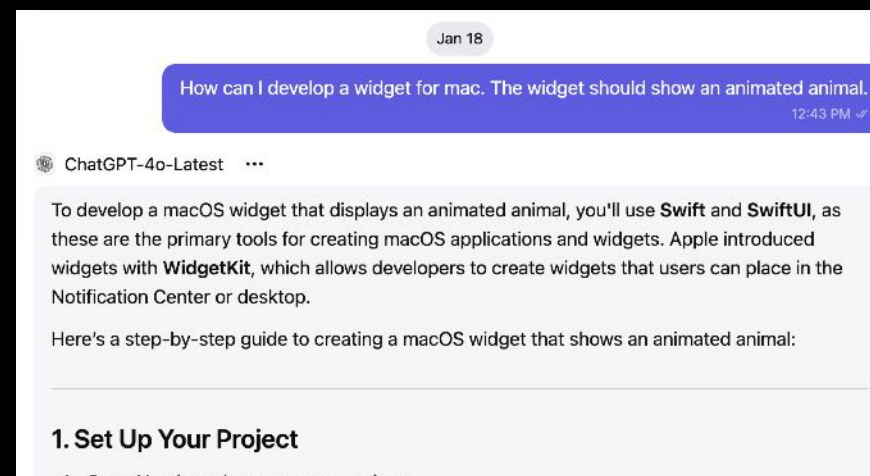 Jan 18
How can I develop a widget for mac. The widget should show an animated animal.
12:43 PM
ChatGPT-4o-Latest
To develop a macOS widget that displays an animated animal, you'll use Swift and SwiftUI, as
these are the primary tools for creating macOS applications and widgets. Apple introduced
widgets with WidgetKit, which allows developers to create widgets that users can place in the
Notification Center or desktop.
Here's a step-by-step guide to creating a macOS widget that shows an animated animal:
1. Set Up Your Project